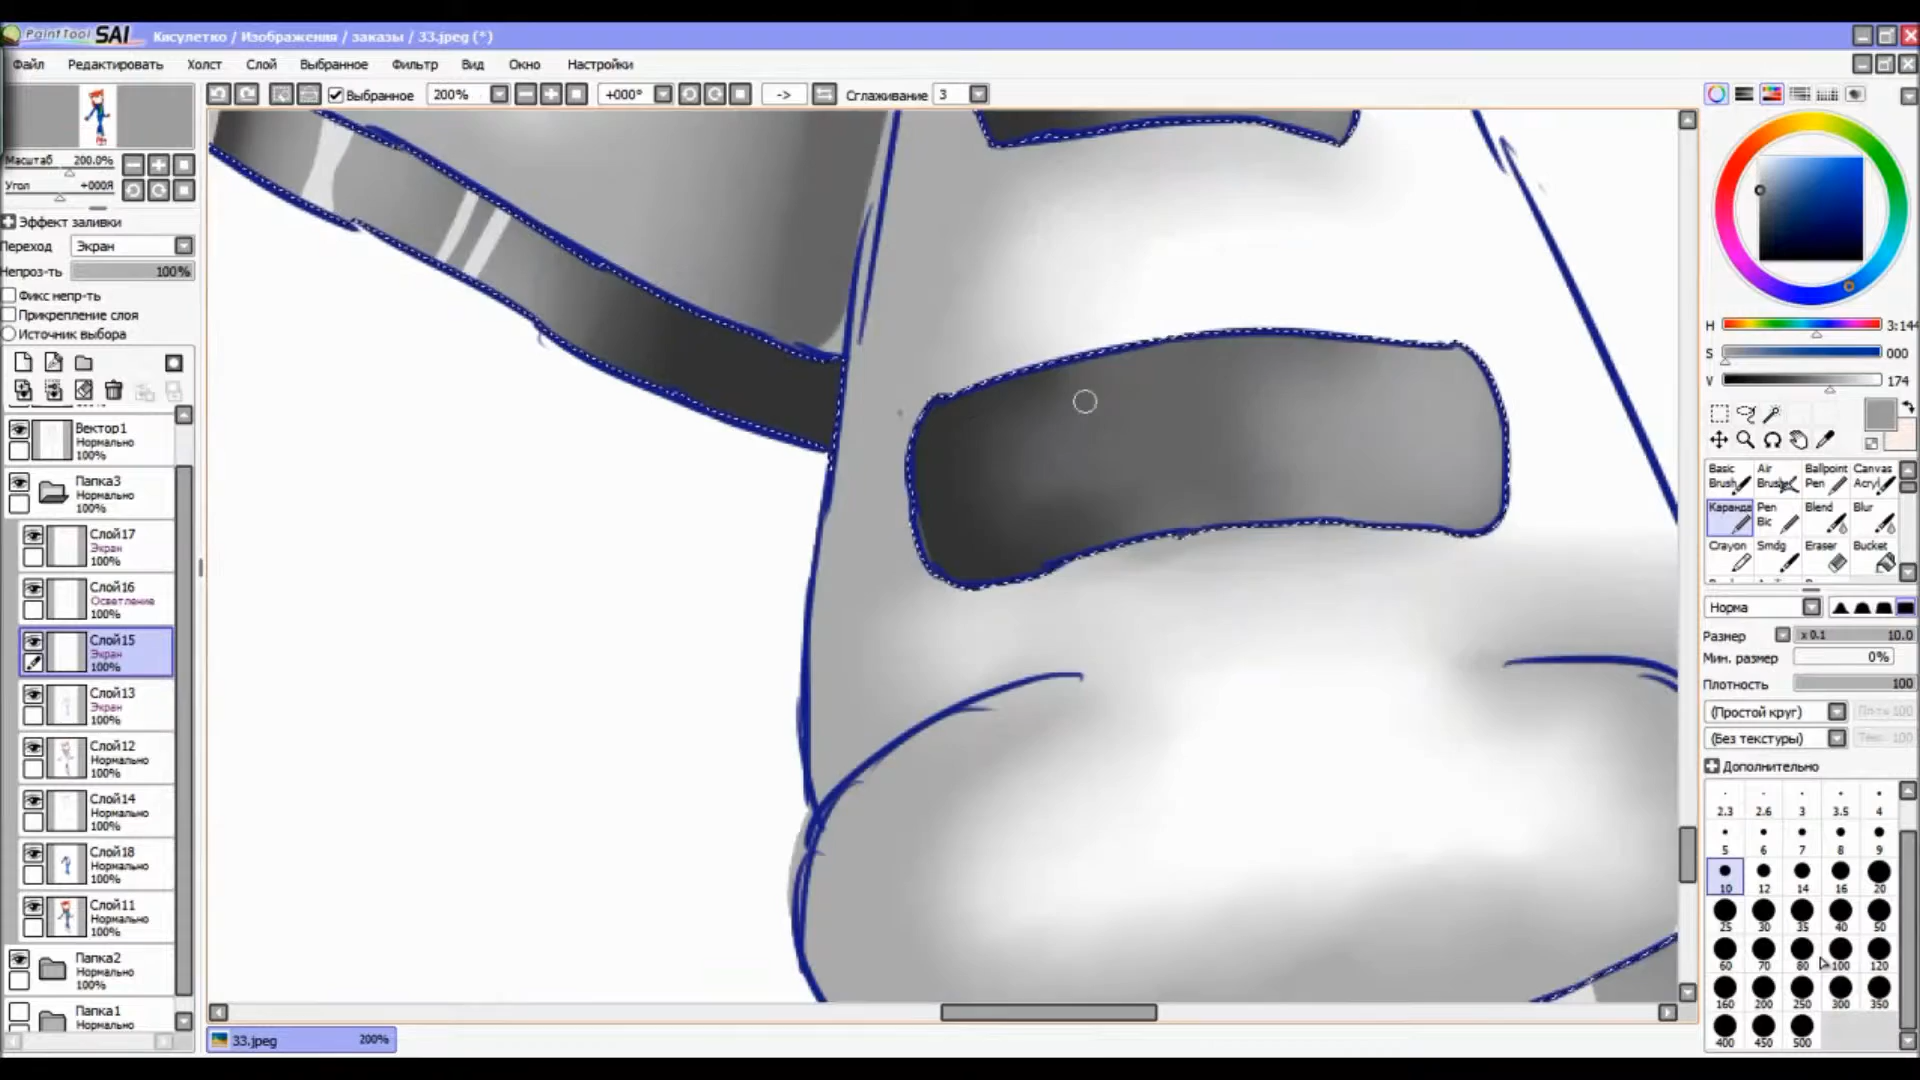 PaintTool SAI Кисулетко / Изображения / заказы / 33.jpeg (*)
Файл Редактировать Холст Слой Выбранное Фильтр Вид Окно Настройки
Выбранное 200% +000° -> Сглаживание 3
Масштаб 200.0%
Угол +000Я
Эффект заливки
Переход Экран
Непроз-ть 100%
Фикс непр-ть
Прикрепление слоя
Источник выбора
Вектор1
Нормально
100%
Папка3
Нормально
100%
Слой17
Экран
100%
Слой16
Осветление
100%
Слой15
Экран
100%
Слой13
Экран
100%
Слой12
Нормально
100%
Слой14
Нормально
100%
Слой18
Нормально
100%
Слой11
Нормально
100%
Папка2
Нормально
100%
Папка1
Нормально
33.jpeg 200%
H 3:144
S 000
V 174
Basic Brush Air Brush Ballpoint Pen Canvas Acryl
Каранда Pen Bic Blend Blur
Crayon Smdg Eraser Bucket
Норма
Размер x 0.1 10.0
Мин. размер 0%
Плотность 100
(Простой круг)
(Без текстуры)
Дополнительно
2.3 2.6 3 3.5 4
5 6 7 8 9
10 12 14 16 20
25 30 35 40 50
60 70 80 100 120
160 200 250 300 350
400 450 500